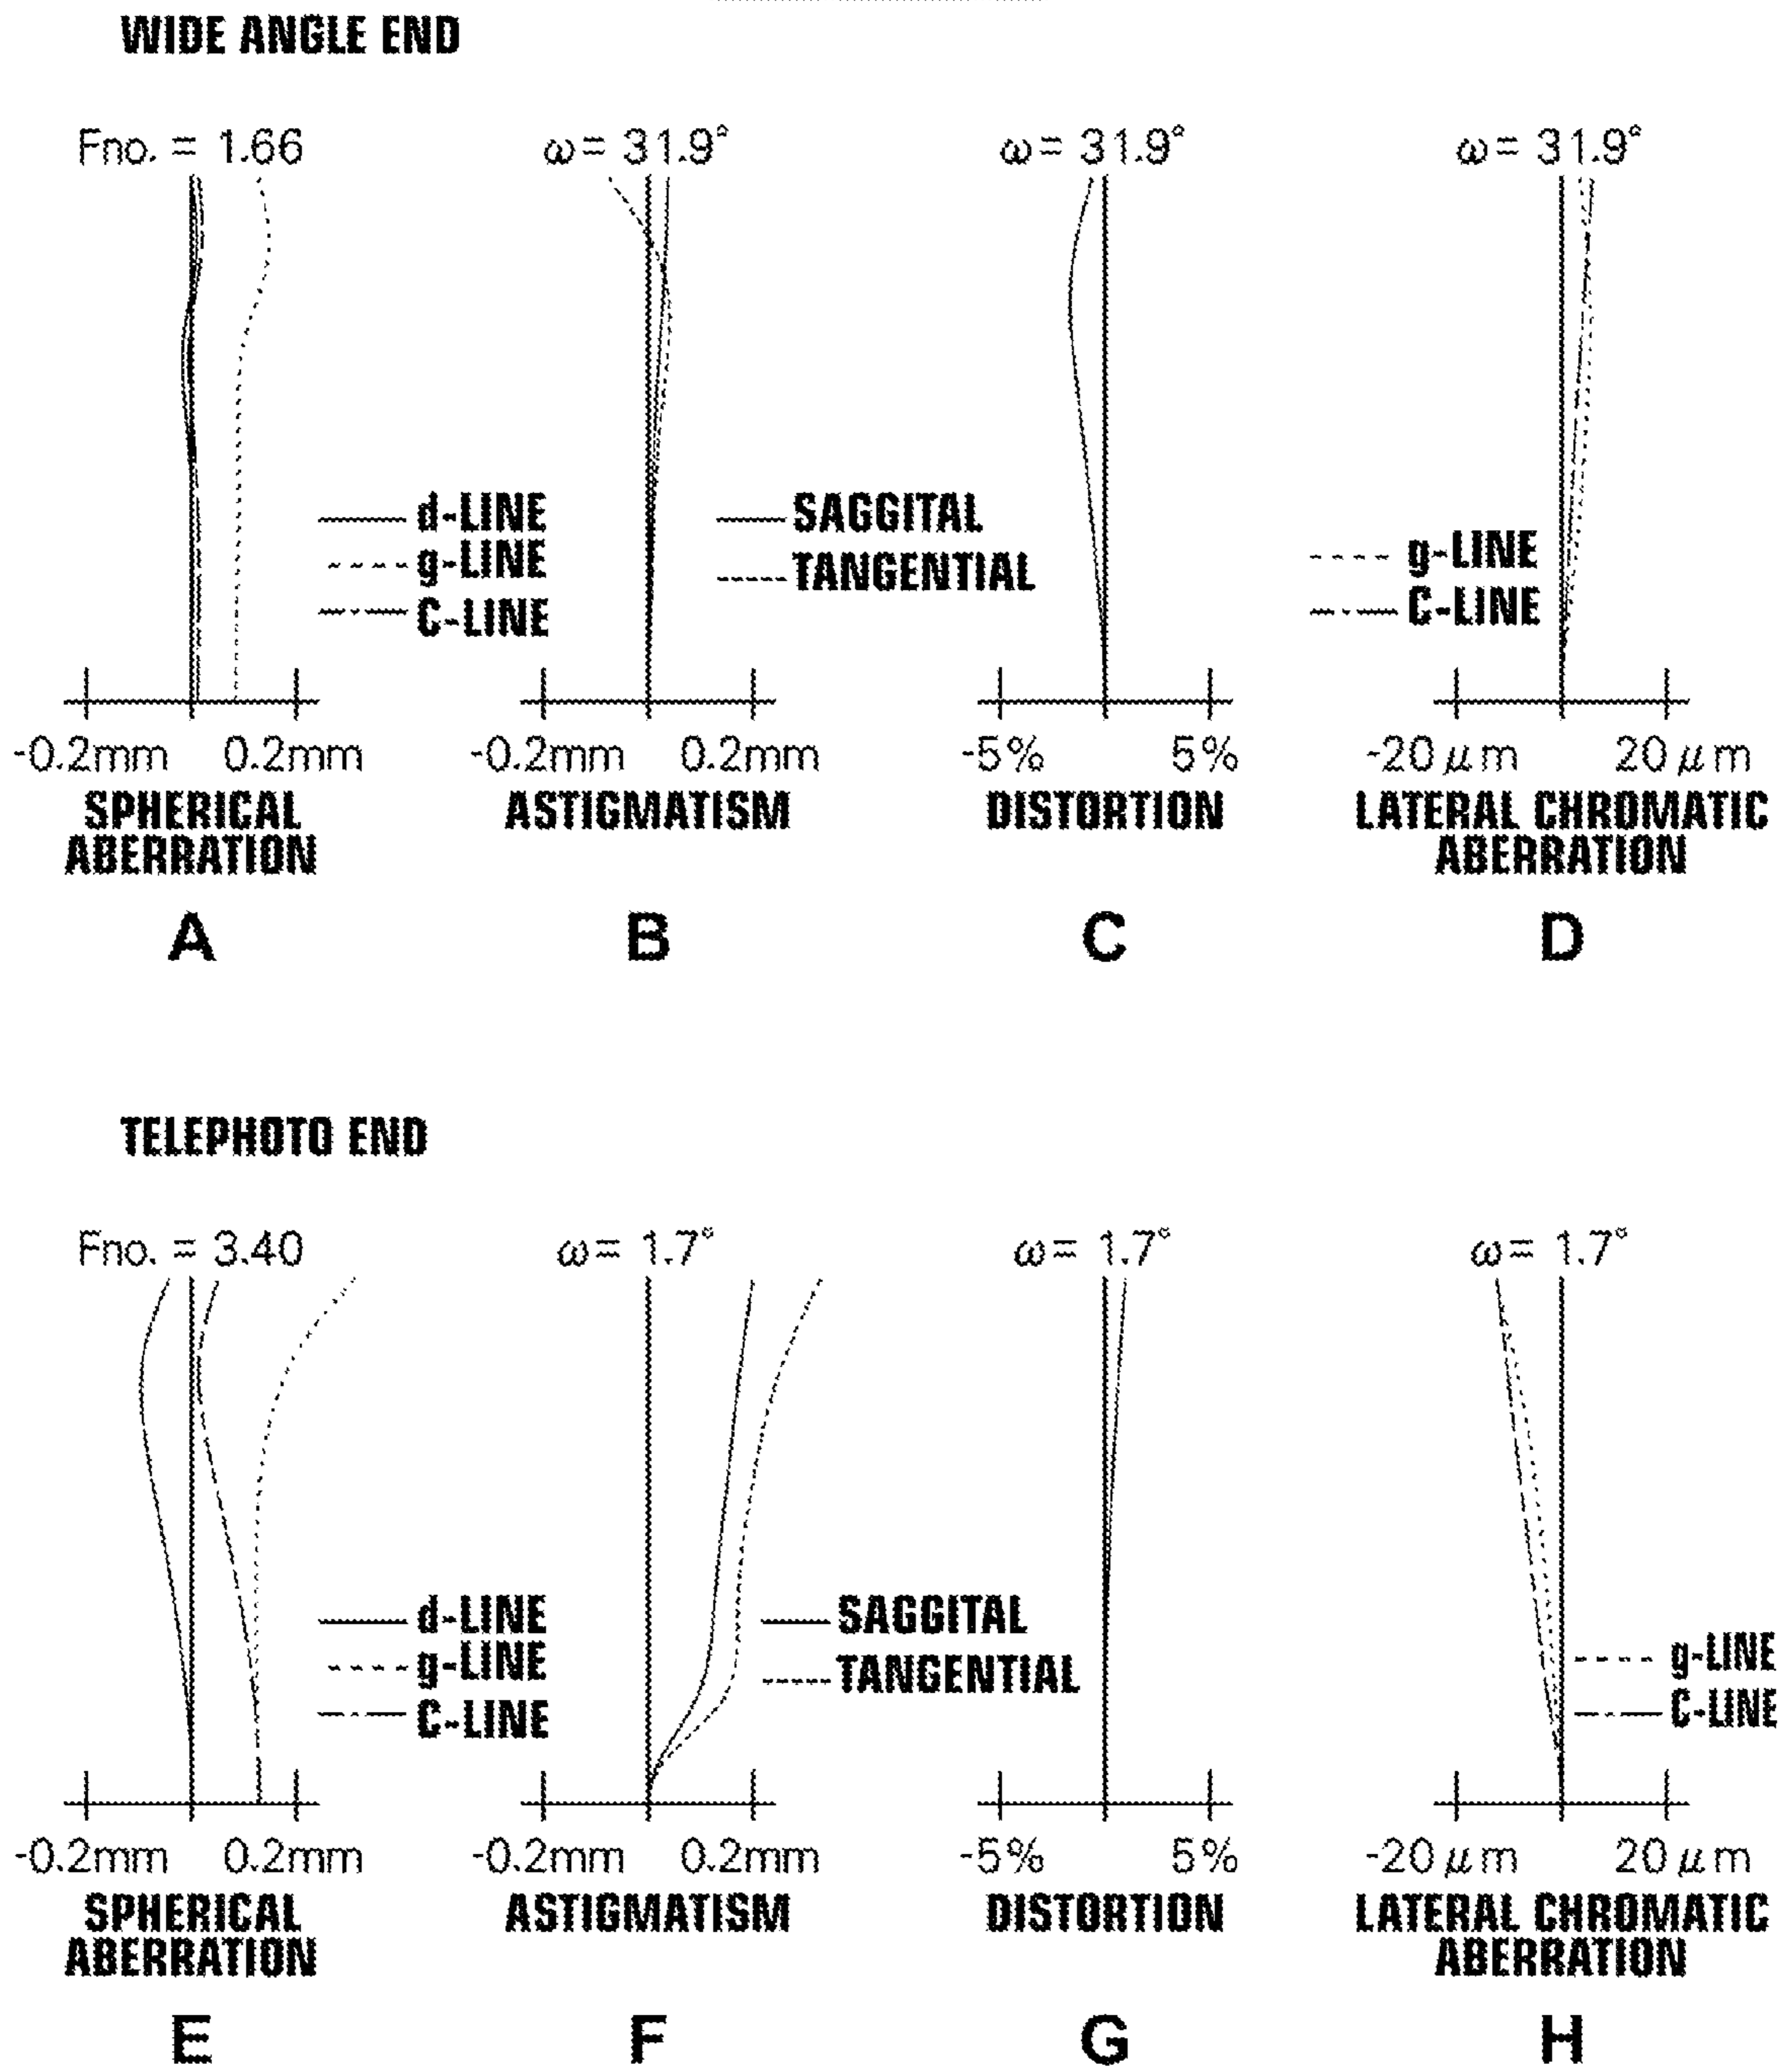 WIDE ANGLE END
Fno. = 1.66
ω = 31.9°
ω = 31.9°
ω = 31.9°
d-LINE
g-LINE
C-LINE
SAGGITAL
TANGENTIAL
g-LINE
C-LINE
-0.2mm 0.2mm
-0.2mm 0.2mm
-5% 5%
-20 μm 20 μm
SPHERICAL
ABERRATION
ASTIGMATISM
DISTORTION
LATERAL CHROMATIC
ABERRATION
A
B
C
D
TELEPHOTO END
Fno. = 3.40
ω = 1.7°
ω = 1.7°
ω = 1.7°
d-LINE
g-LINE
C-LINE
SAGGITAL
TANGENTIAL
g-LINE
C-LINE
-0.2mm 0.2mm
-0.2mm 0.2mm
-5% 5%
-20 μm 20 μm
SPHERICAL
ABERRATION
ASTIGMATISM
DISTORTION
LATERAL CHROMATIC
ABERRATION
E
F
G
H